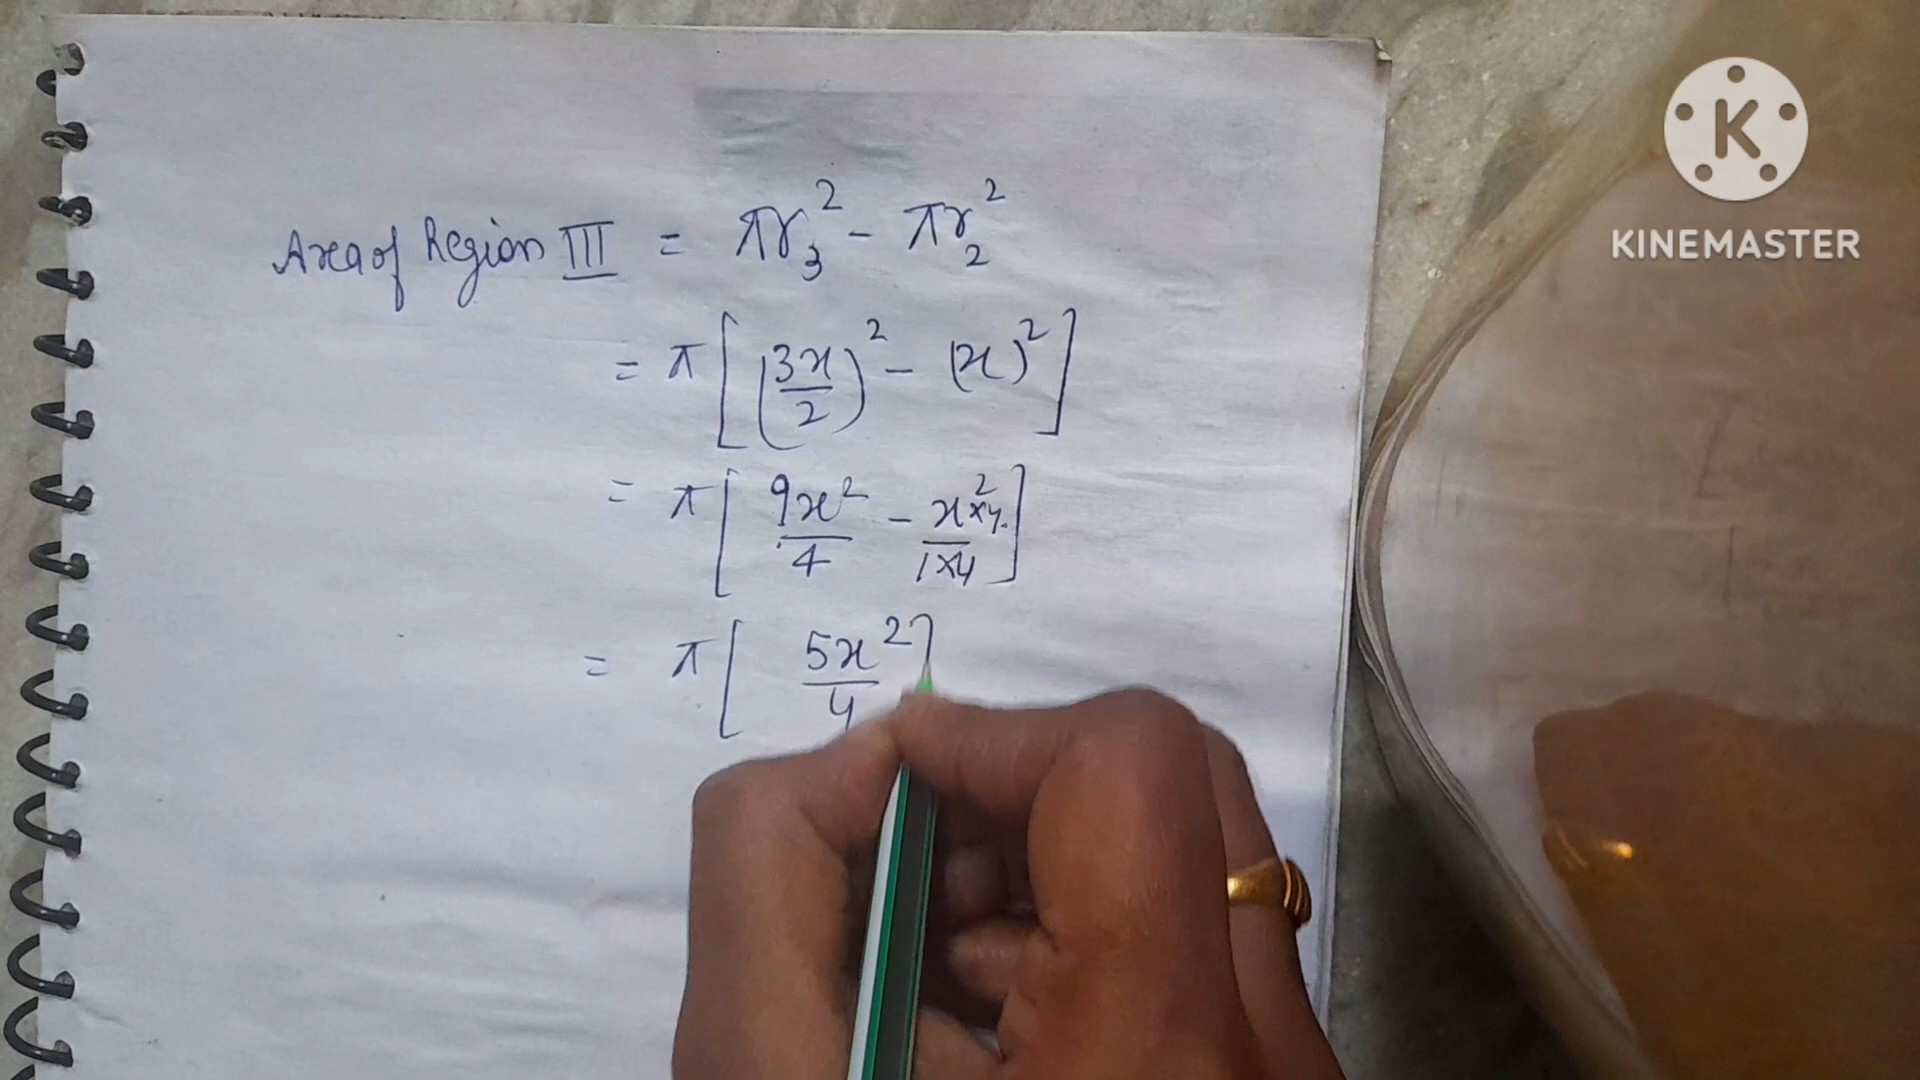 Area of Region III = πr₃² - πr₂²
= π[(3x/2)² - (x)²]
= π[9x²/4 - x²×4/1×4]
= π[5x²/4]
K
KINEMASTER